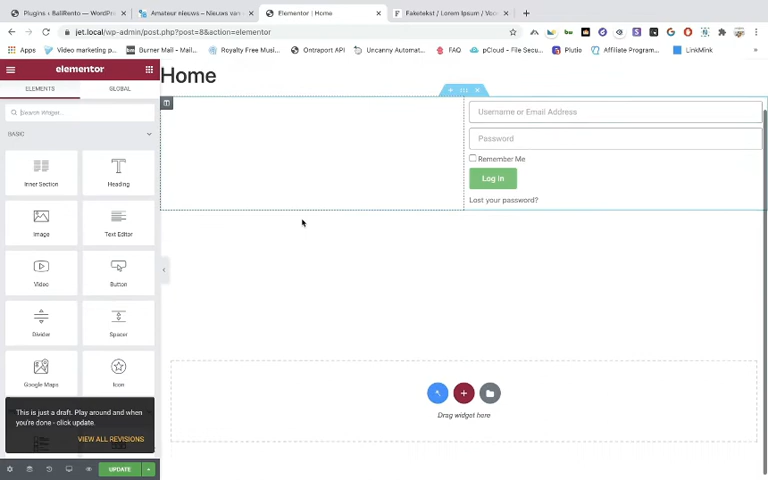 Plugins ‹ BaliRento — WordPr
Amateur nieuws – Nieuws van
Elementor | Home
Faketekst / Lorem Ipsum / Voor
jet.local/wp-admin/post.php?post=8&action=elementor
Apps
Video marketing p...
Burner Mail - Mail...
Royalty Free Musi...
Ontraport API
Uncanny Automat...
FAQ
pCloud - File Secu...
Plutio
Affiliate Program...
LinkMink
elementor
ELEMENTS
GLOBAL
Search Widget...
BASIC
Inner Section
Heading
Image
Text Editor
Video
Button
Divider
Spacer
Google Maps
Icon
This is just a draft. Play around and when
you're done - click update.
VIEW ALL REVISIONS
UPDATE
Home
Username or Email Address
Password
Remember Me
Log in
Lost your password?
Drag widget here